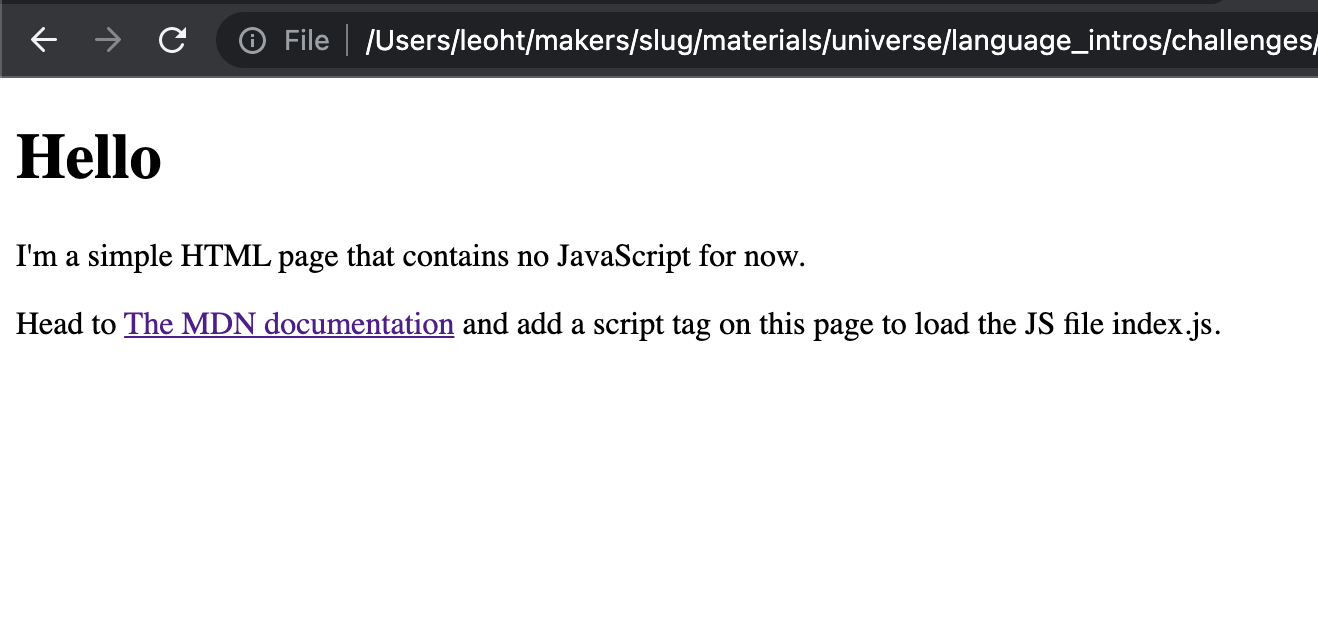 File /Users/leoht/makers/slug/materials/universe/language_intros/challenges/
Hello
I'm a simple HTML page that contains no JavaScript for now.
Head to The MDN documentation and add a script tag on this page to load the JS file index.js.